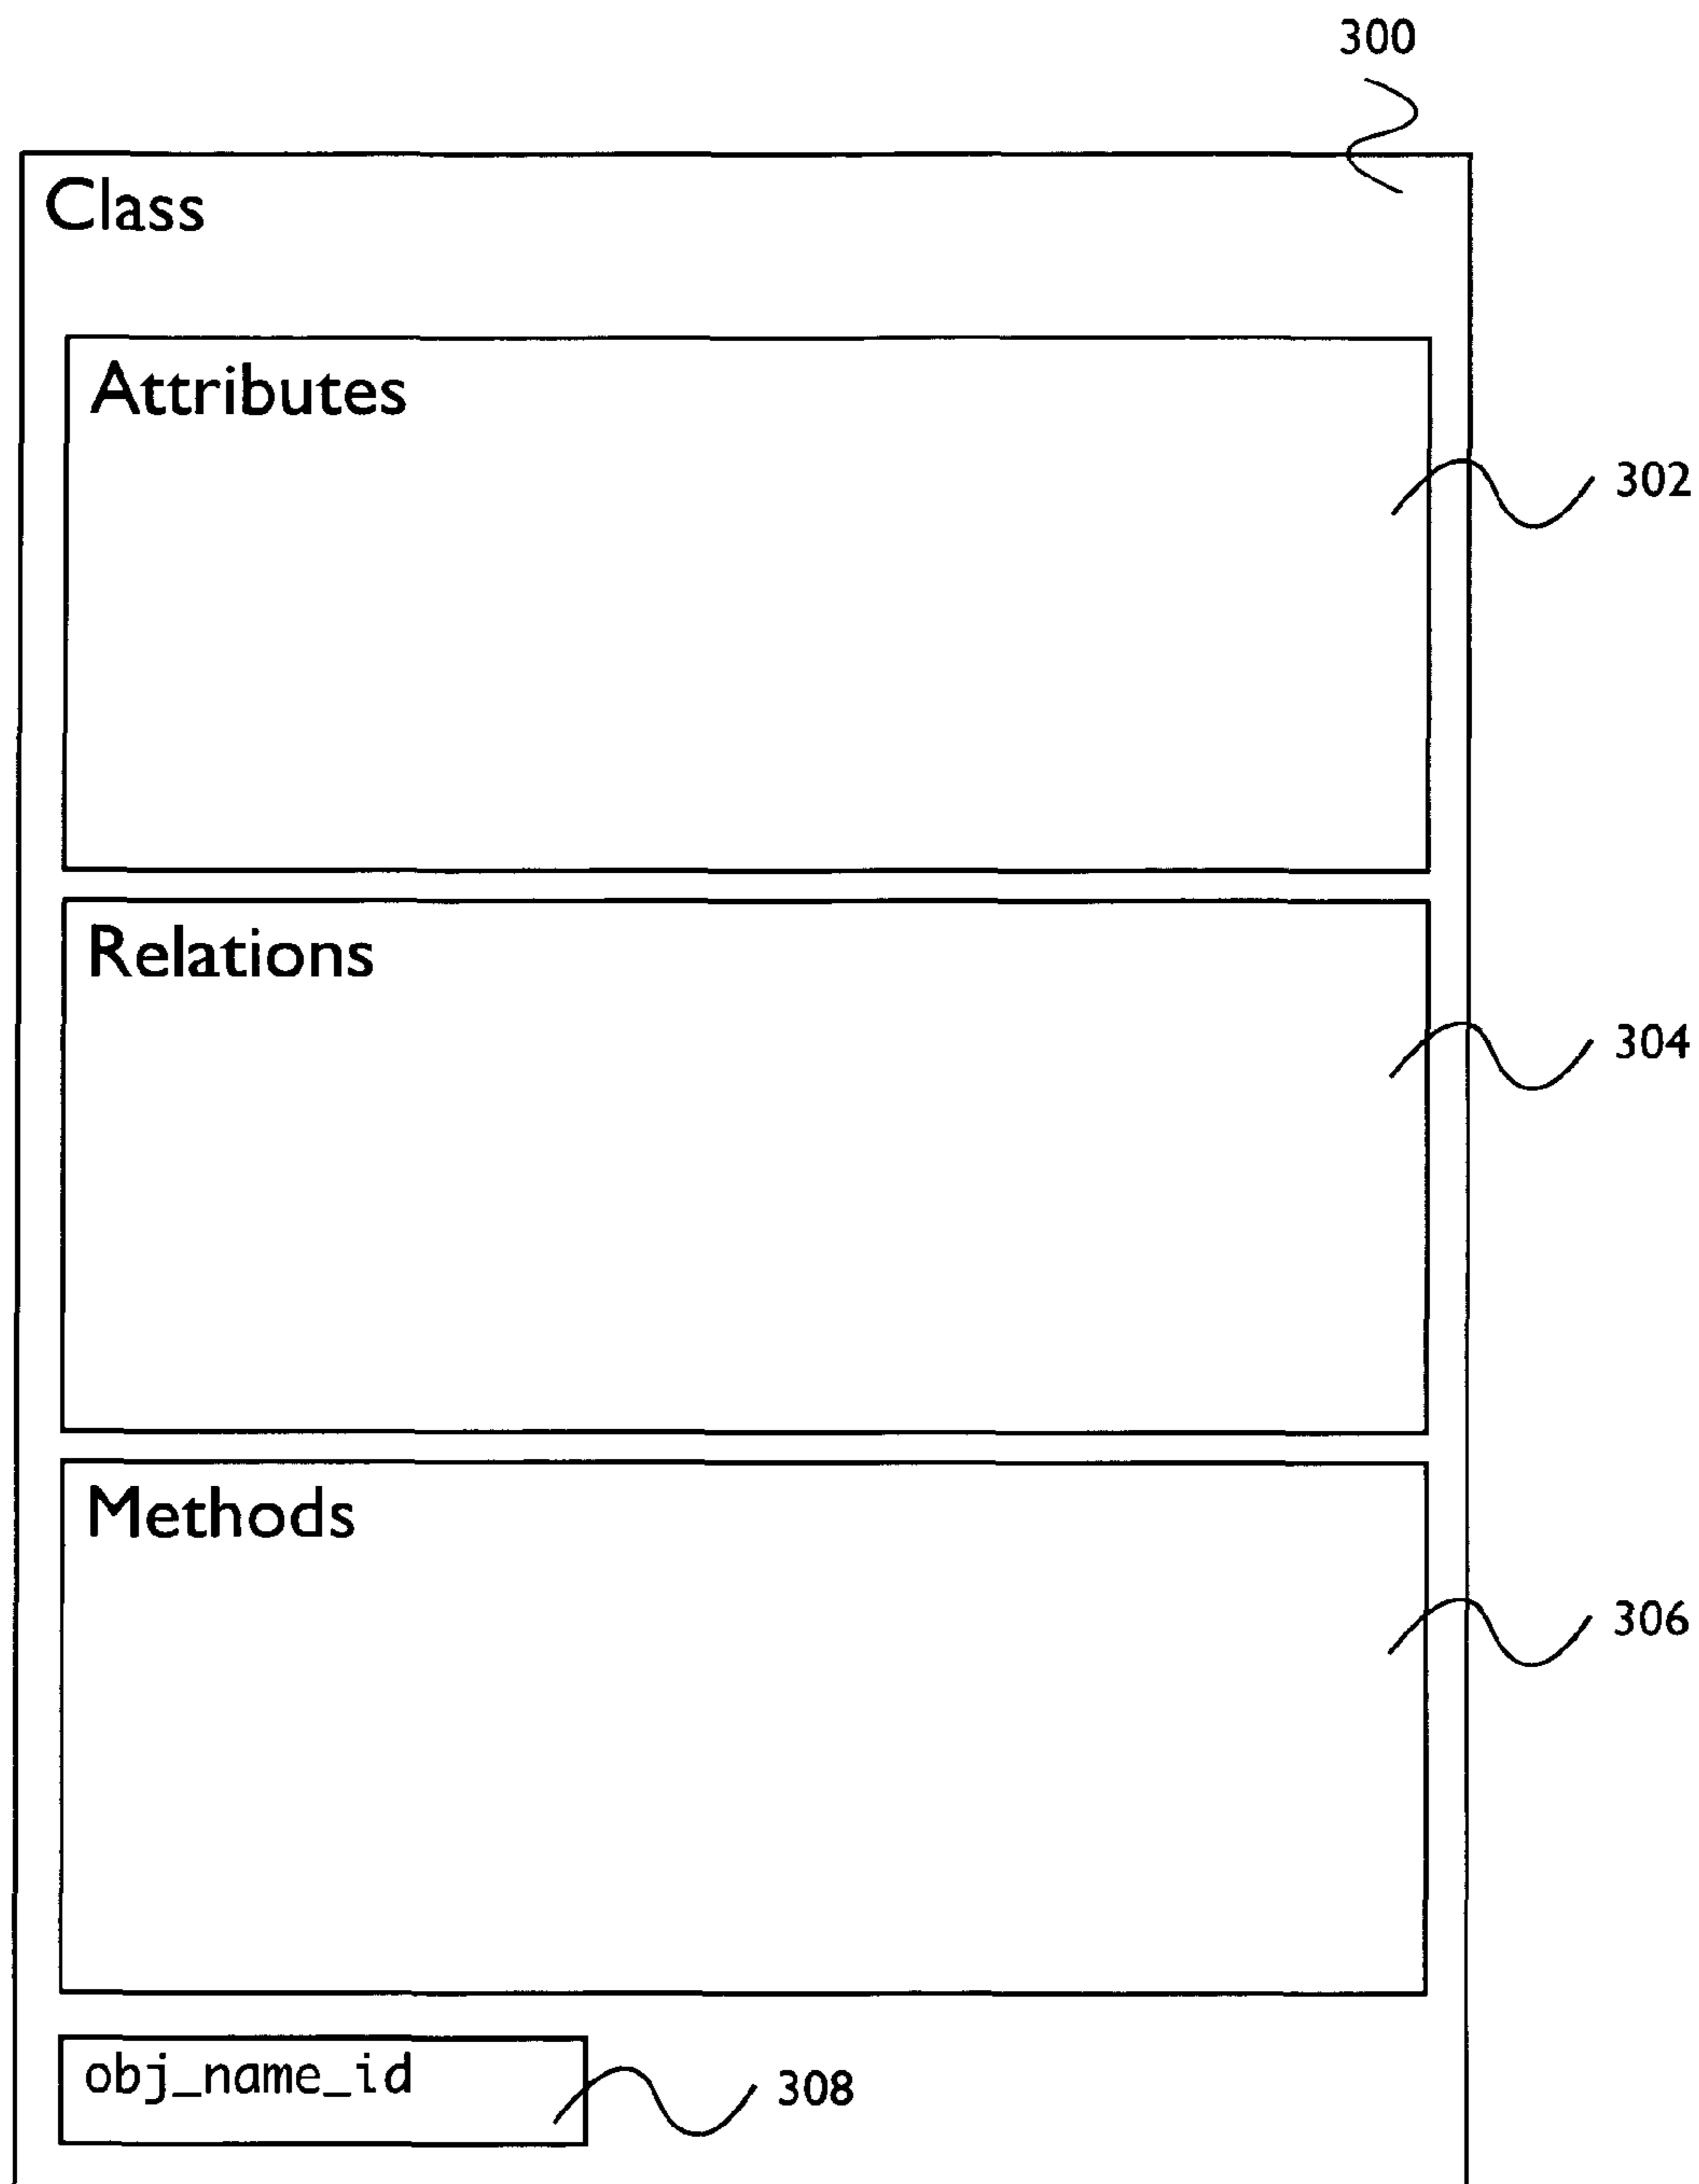 300
Class
Attributes
302
Relations
304
Methods
306
obj_name_id
308